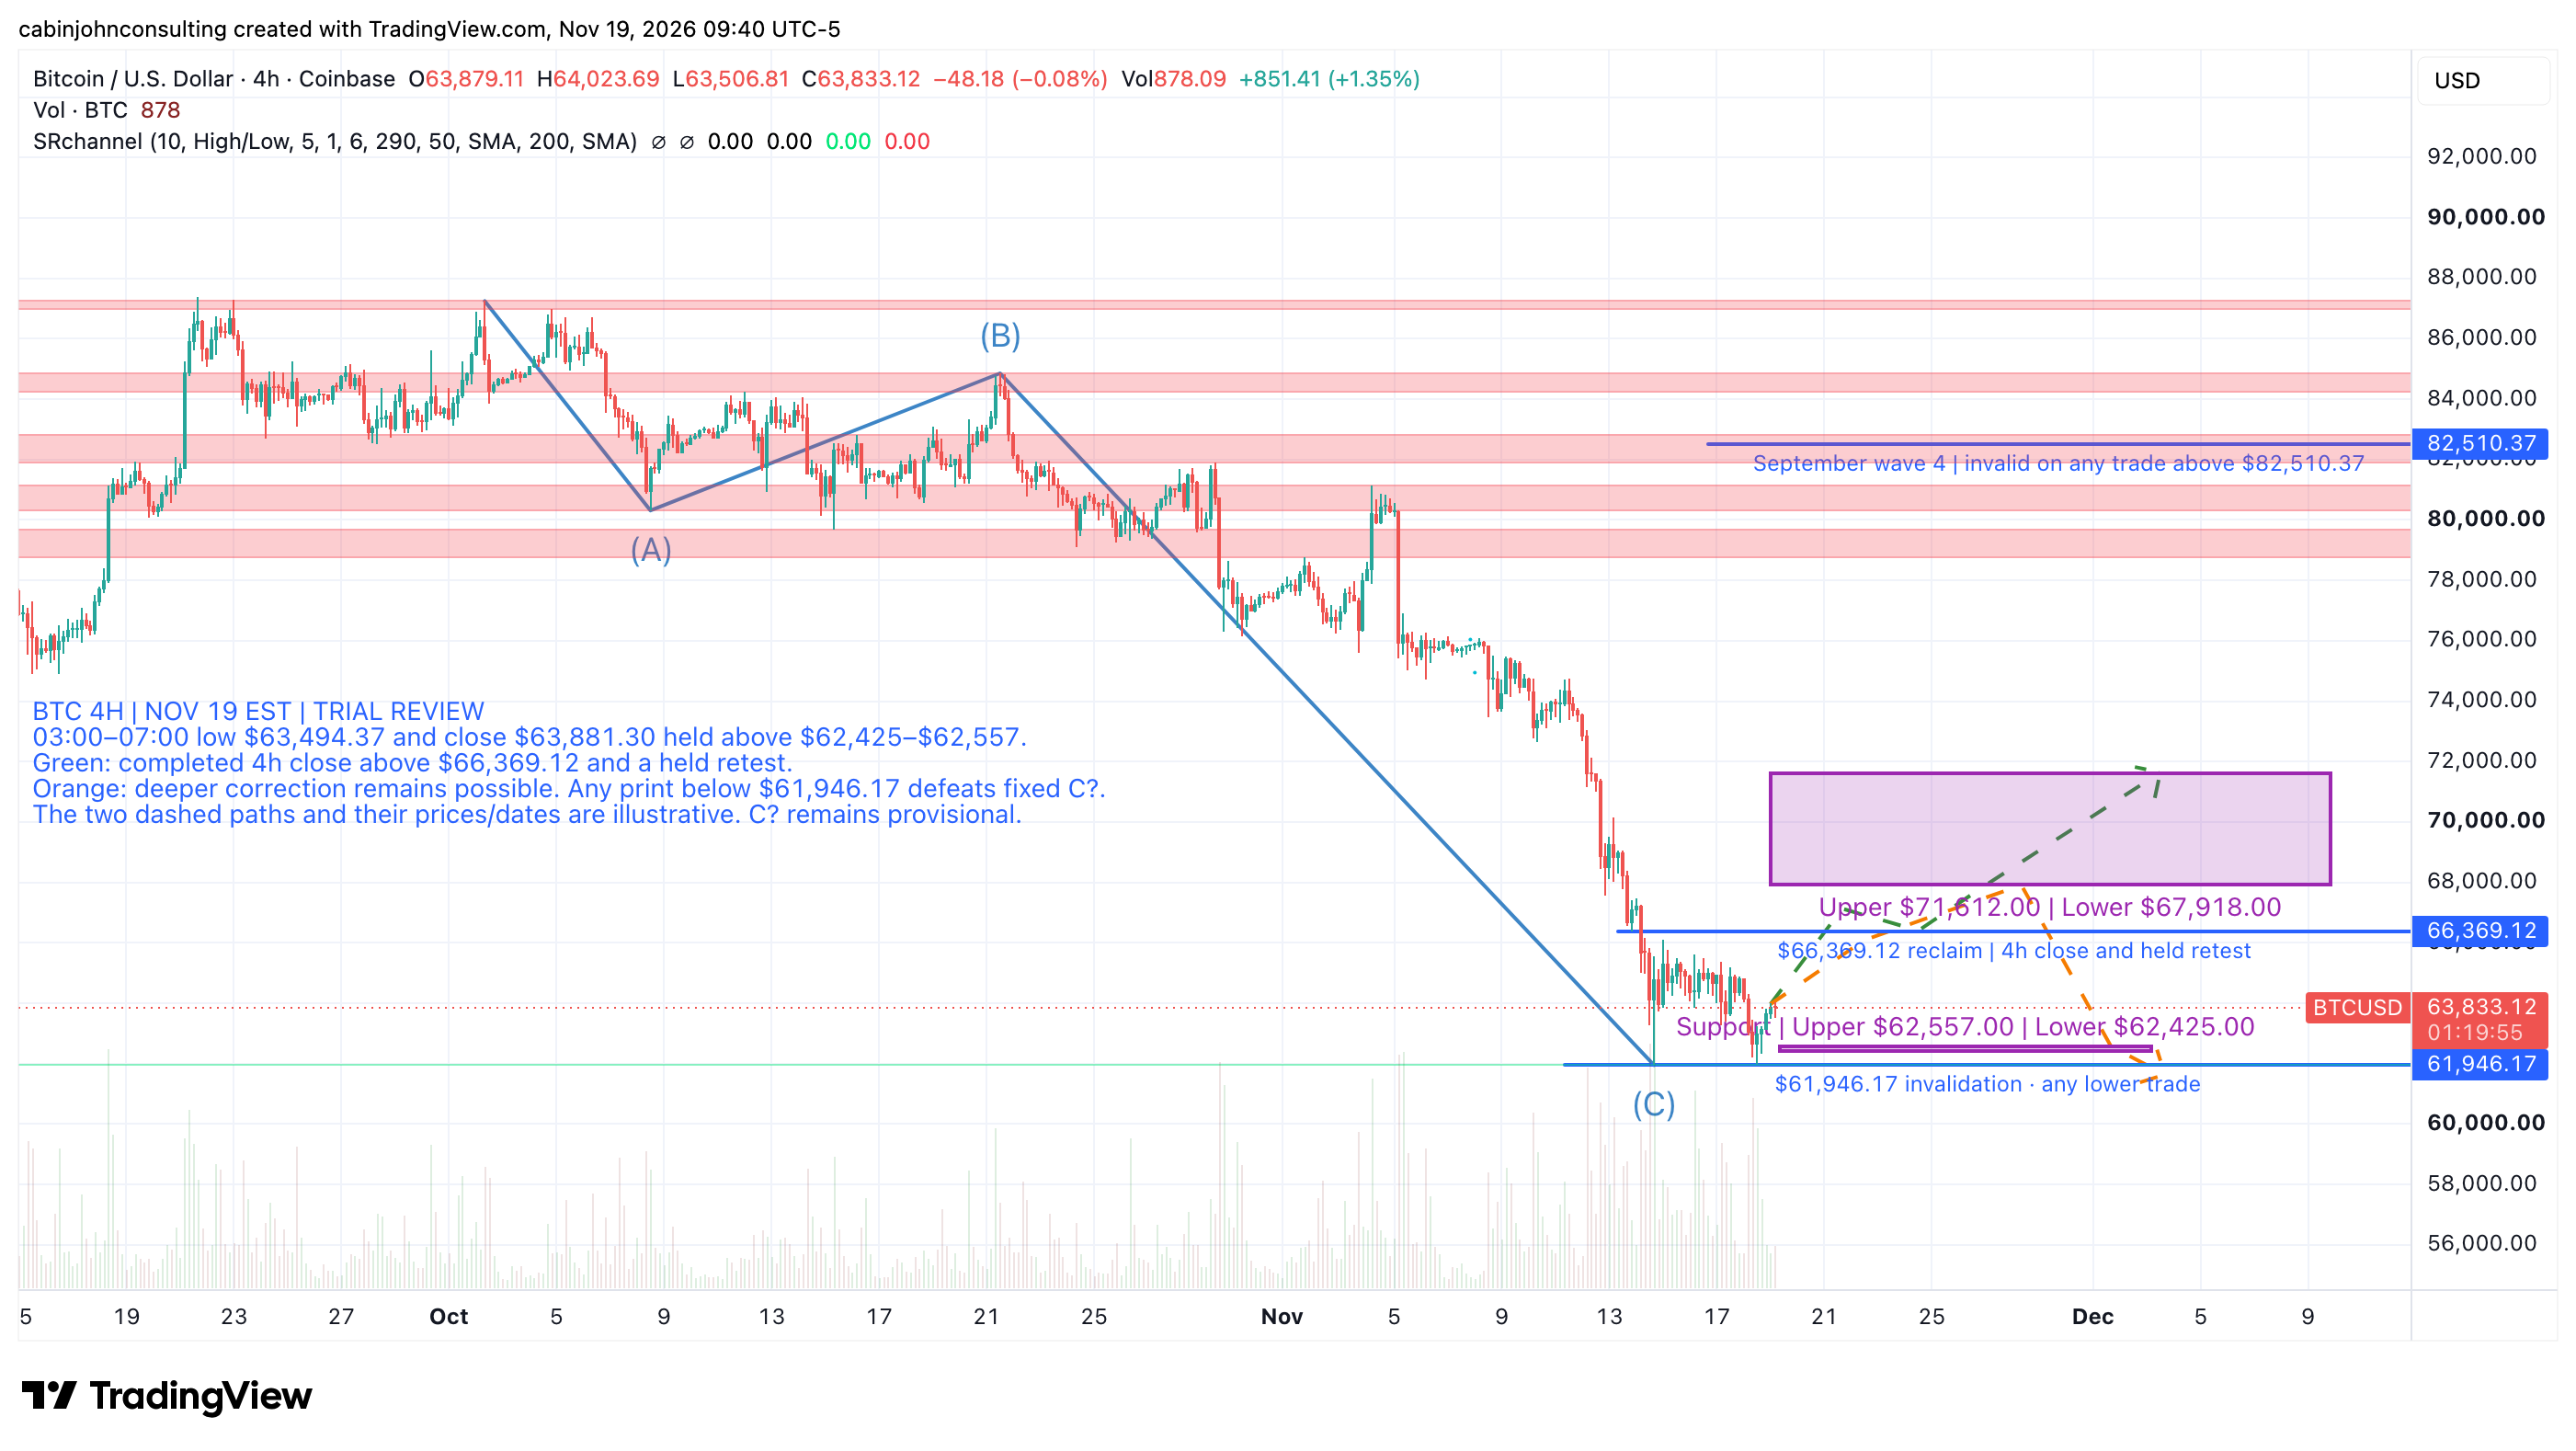 cabinjohnconsulting created with TradingView.com, Nov 19, 2026 09:40 UTC-5
Bitcoin / U.S. Dollar · 4h · Coinbase O63,879.11 H64,023.69 L63,506.81 C63,833.12 −48.18 (−0.08%) Vol878.09 +851.41 (+1.35%)
USD
Vol · BTC 878
SRchannel (10, High/Low, 5, 1, 6, 290, 50, SMA, 200, SMA) ∅ ∅ 0.00 0.00 0.00 0.00
92,000.00
90,000.00
88,000.00
86,000.00
(B)
84,000.00
82,510.37
September wave 4 | invalid on any trade above $82,510.37
82,000.00
80,000.00
(A)
78,000.00
76,000.00
74,000.00
BTC 4H | NOV 19 EST | TRIAL REVIEW
03:00–07:00 low $63,494.37 and close $63,881.30 held above $62,425–$62,557.
Green: completed 4h close above $66,369.12 and a held retest.
Orange: deeper correction remains possible. Any print below $61,946.17 defeats fixed C?.
The two dashed paths and their prices/dates are illustrative. C? remains provisional.
72,000.00
70,000.00
68,000.00
Upper $71,612.00 | Lower $67,918.00
66,369.12
$66,369.12 reclaim | 4h close and held retest
BTCUSD 63,833.12
01:19:55
Support | Upper $62,557.00 | Lower $62,425.00
61,946.17
$61,946.17 invalidation · any lower trade
(C)
60,000.00
58,000.00
56,000.00
5 19 23 27 Oct 5 9 13 17 21 25 Nov 5 9 13 17 21 25 Dec 5 9
TradingView